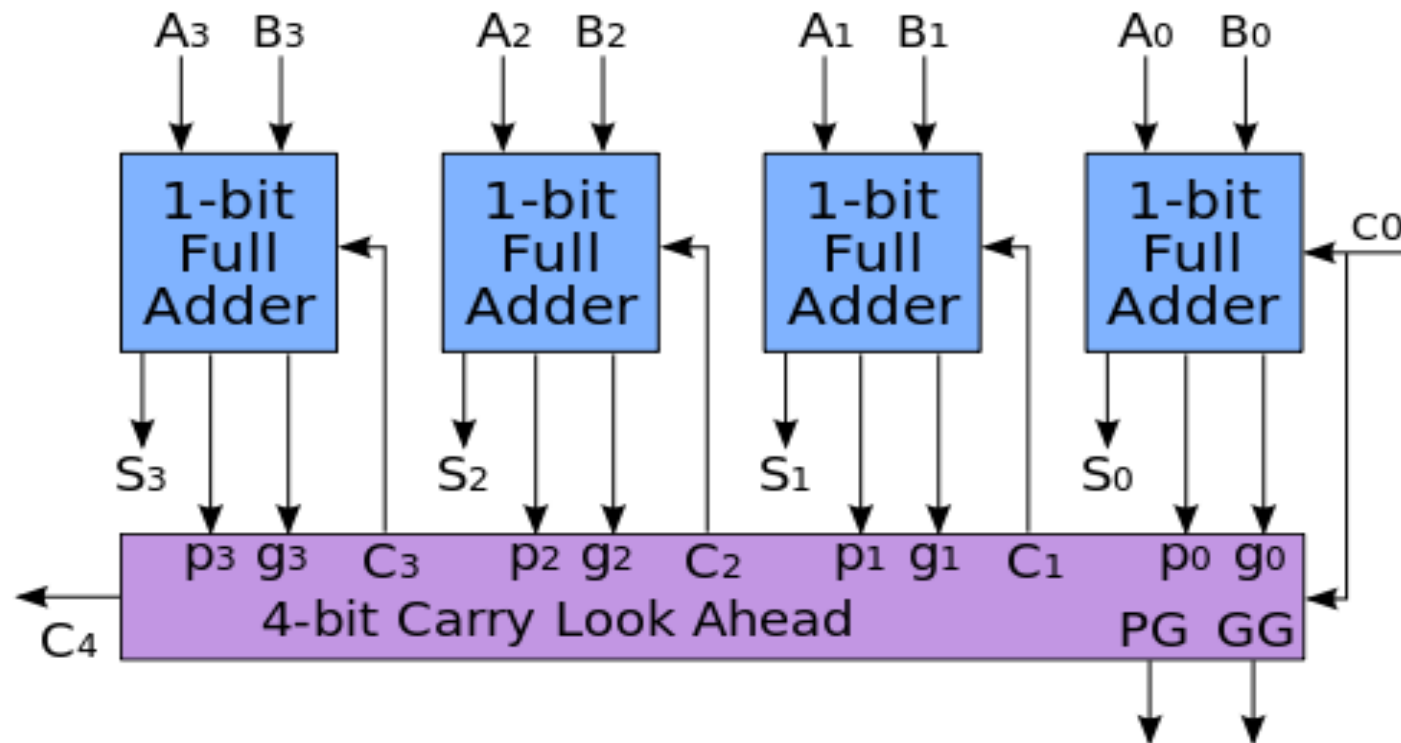 A3 B3 A2 B2 A1 B1 A0 B0
1-bit Full Adder
1-bit Full Adder
1-bit Full Adder
1-bit Full Adder
C0
S3 S2 S1 S0
p3 g3 C3 p2 g2 C2 p1 g1 C1 p0 g0
4-bit Carry Look Ahead PG GG
C4